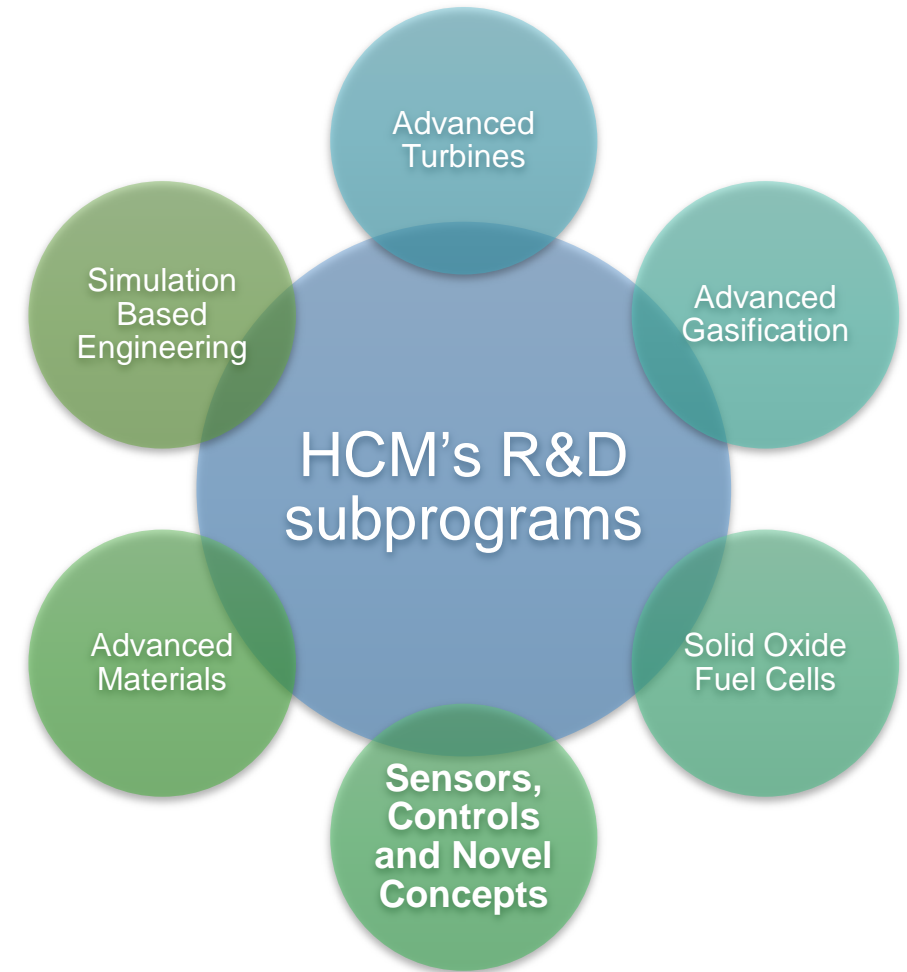 Advanced
Turbines
Simulation
Based
Engineering
Advanced
Gasification
HCM’s R&D
subprograms
Advanced
Materials
Solid Oxide
Fuel Cells
Sensors,
Controls
and Novel
Concepts